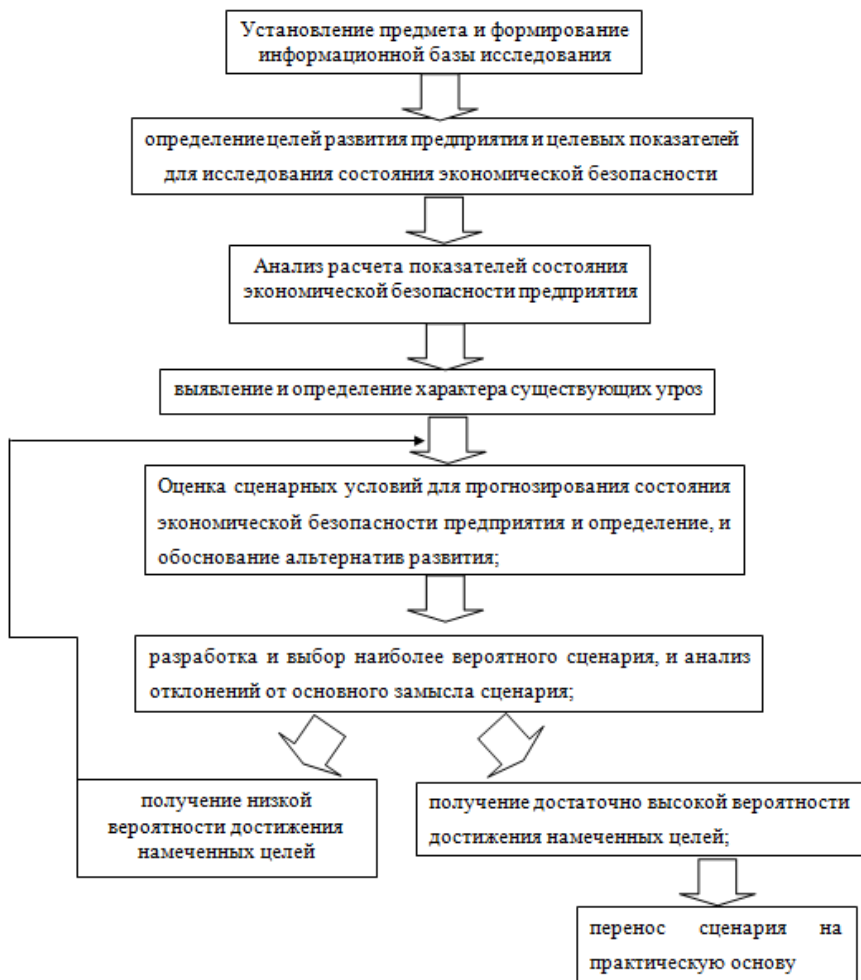 Установление предмета и формирование
информационной базы исследования
определение целей развития предприятия и целевых показателей
для исследования состояния экономической безопасности
Анализ расчета показателей состояния
экономической безопасности предприятия
выявление и определение характера существующих угроз
Оценка сценарных условий для прогнозирования состояния
экономической безопасности предприятия и определение, и
обоснование альтернатив развития;
разработка и выбор наиболее вероятного сценария, и анализ
отклонений от основного замысла сценария;
получение низкой
вероятности достижения
намеченных целей
получение достаточно высокой вероятности
достижения намеченных целей;
перенос сценария на
практическую основу